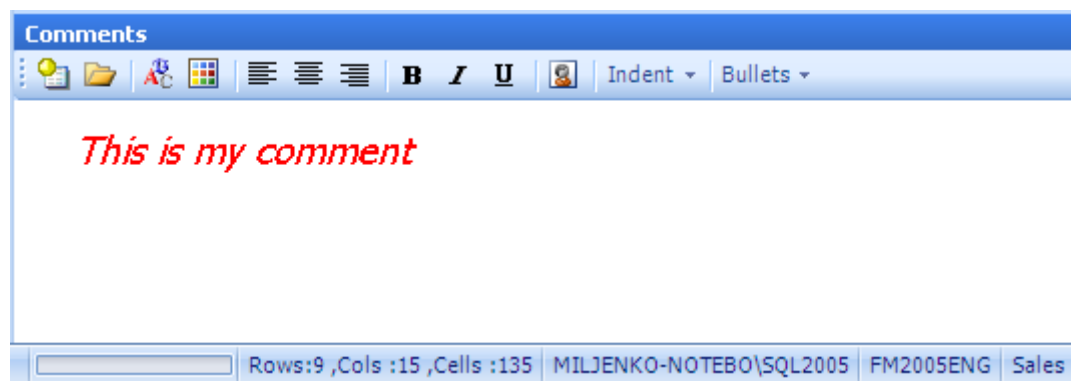 Comments
B I U Indent Bullets
This is my comment
Rows:9 ,Cols :15 ,Cells :135 MILJENKO-NOTEBO\SQL2005 FM2005ENG Sales